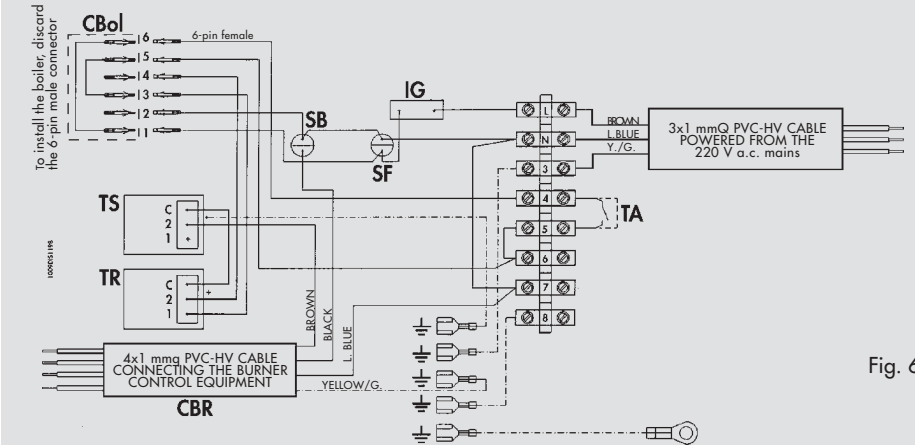 To install the boiler, discard
the 6-pin male connector
CBol
6
6-pin female
5
4
3
2
1
SB
SF
IG
L
N
3
4
5
6
7
8
BROWN
L.BLUE
Y./G.
3x1 mmQ PVC-HV CABLE
POWERED FROM THE
220 V a.c. mains
TA
TS
C
2
1
TR
C
2
1
BROWN
BLACK
L. BLUE
4x1 mmq PVC-HV CABLE
CONNECTING THE BURNER
CONTROL EQUIPMENT
YELLOW/G.
CBR
Fig. 6